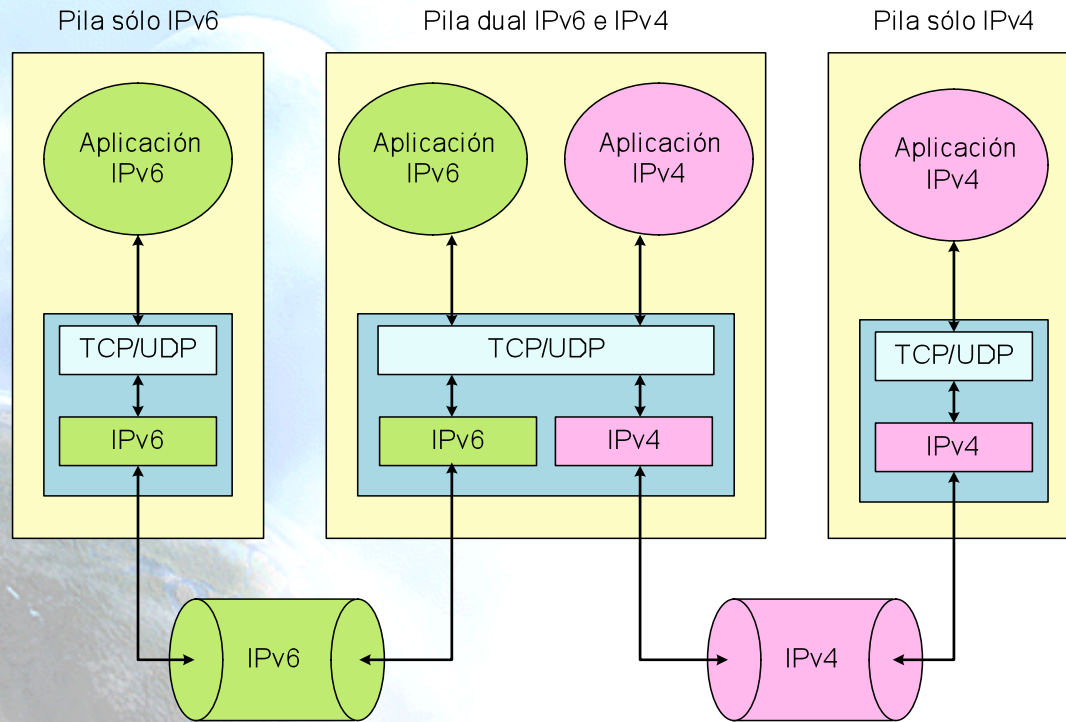 Pila sólo IPv6
Pila dual IPv6 e IPv4
Pila sólo IPv4
Aplicación
IPv6
Aplicación
IPv6
Aplicación
IPv4
Aplicación
IPv4
TCP/UDP
TCP/UDP
TCP/UDP
IPv6
IPv6
IPv4
IPv4
IPv6
IPv4